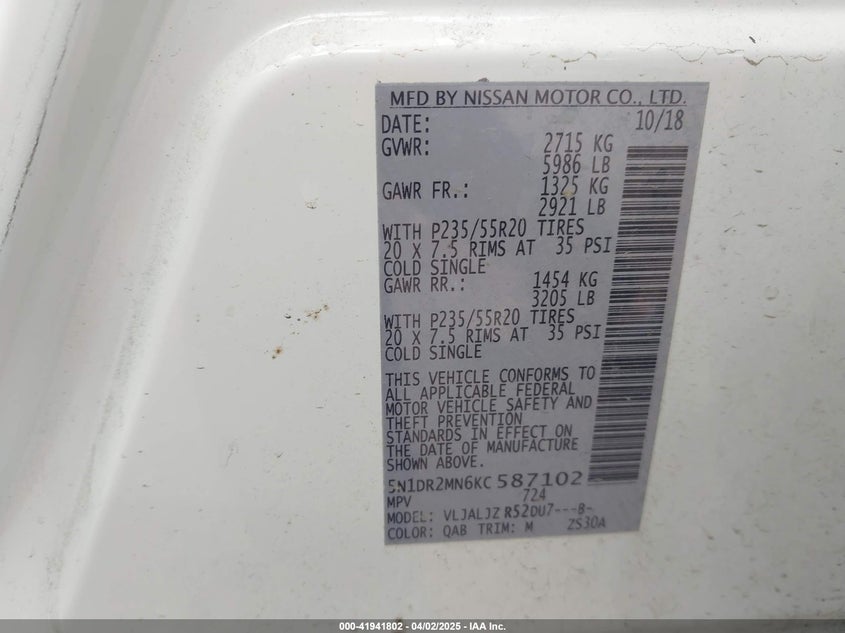 MFD BY NISSAN MOTOR CO., LTD.
DATE: 10/18
GVWR: 2715 KG
5986 LB
GAWR FR.: 1325 KG
2921 LB
WITH P235/55R20 TIRES
20 X 7.5 RIMS AT 35 PSI
COLD SINGLE
GAWR RR.: 1454 KG
3205 LB
WITH P235/55R20 TIRES
20 X 7.5 RIMS AT 35 PSI
COLD SINGLE
THIS VEHICLE CONFORMS TO
ALL APPLICABLE FEDERAL
MOTOR VEHICLE SAFETY AND
THEFT PREVENTION
STANDARDS IN EFFECT ON
THE DATE OF MANUFACTURE
SHOWN ABOVE.
5N1DR2MN6KC587102
MPV 724
MODEL: VLJALJZ R52DU7---8-
COLOR: QAB TRIM: M ZS30A
000-41941802 - 04/02/2025 - IAA Inc.